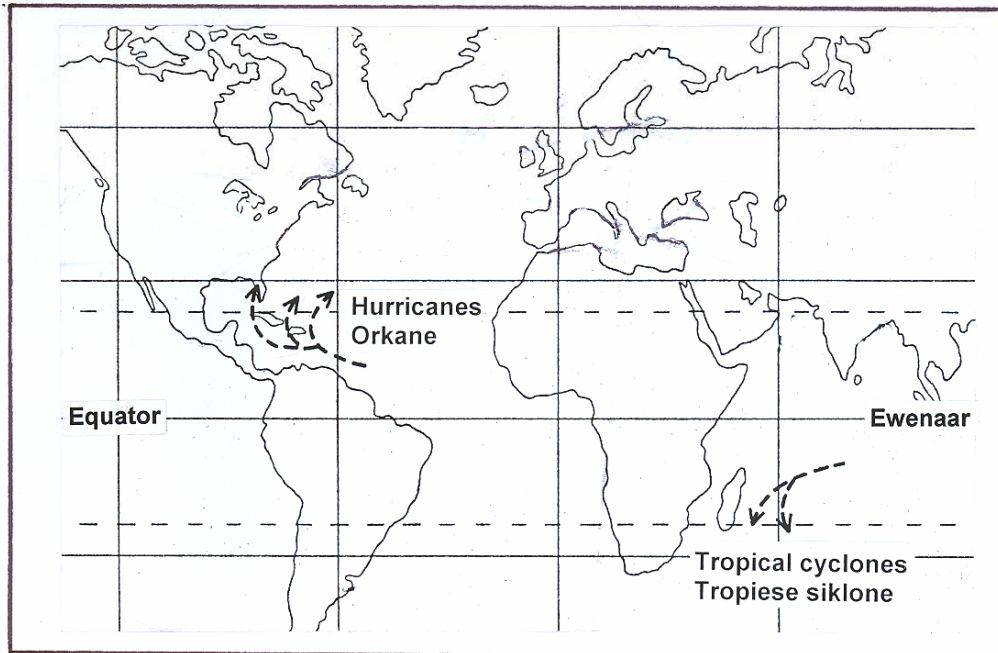 Hurricanes
Orkane
Equator
Ewenaar
Tropical cyclones
Tropiese siklone